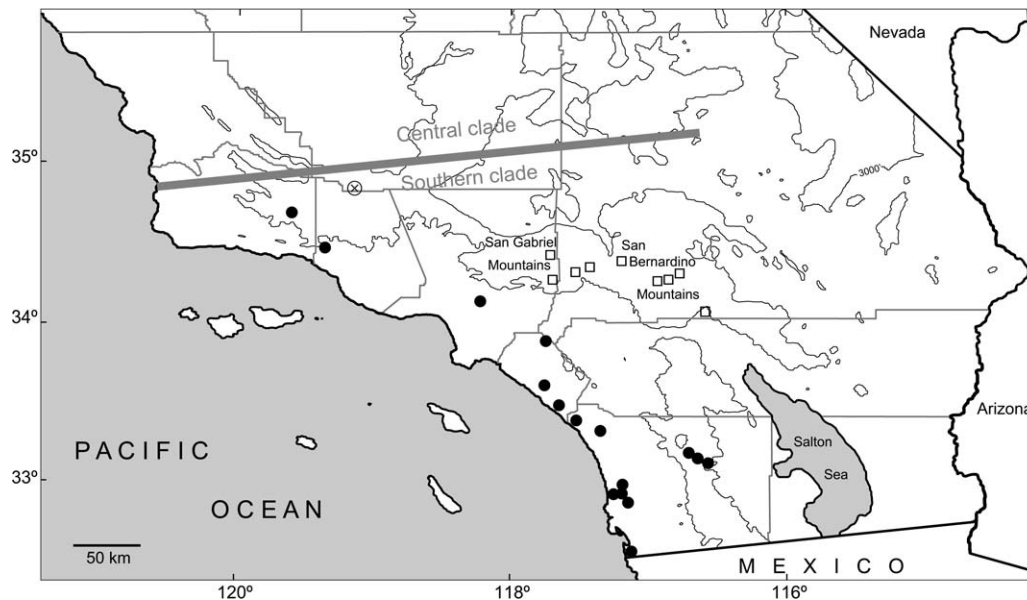 Nevada
Central clade
35º
Southern clade
3000'
San Gabriel
Mountains
San
Bernardino
Mountains
34º
Arizona
PACIFIC
OCEAN
Salton
Sea
33º
50 km
MEXICO
120º
118º
116º